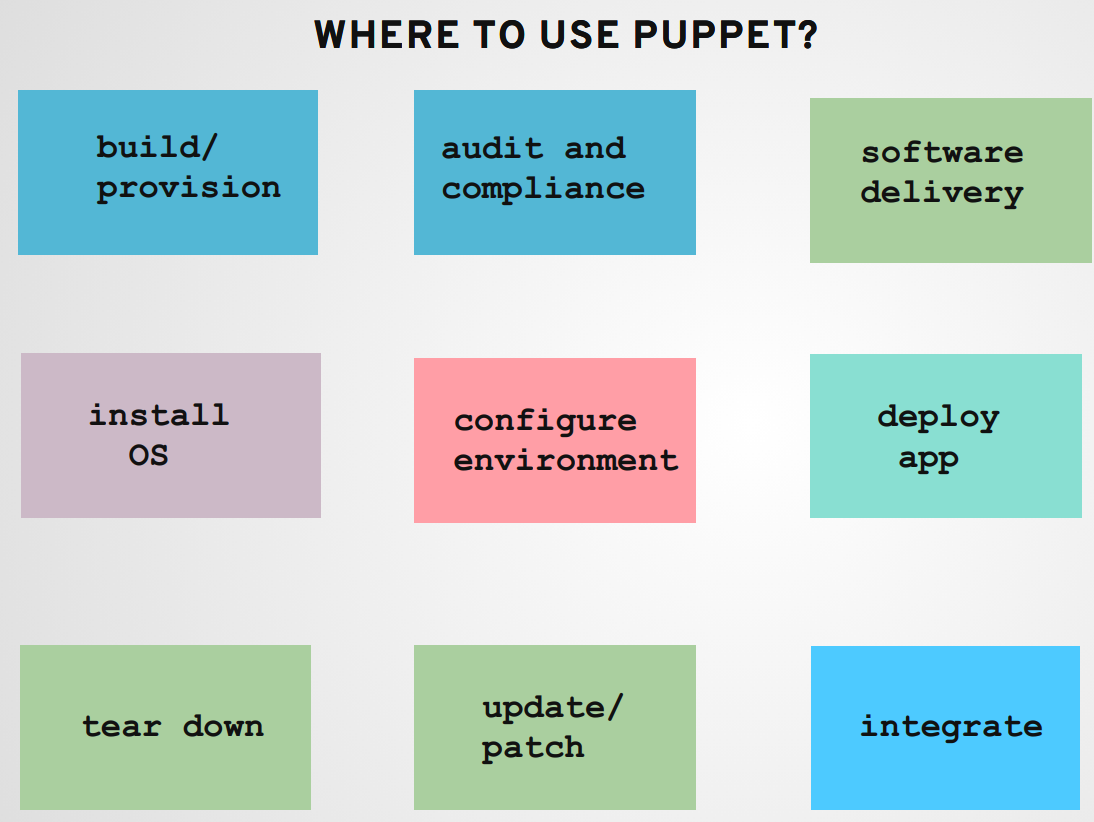 WHERE TO USE PUPPET?
build/
provision
audit and
compliance
software
delivery
install
OS
configure
environment
deploy
app
tear down
update/
patch
integrate